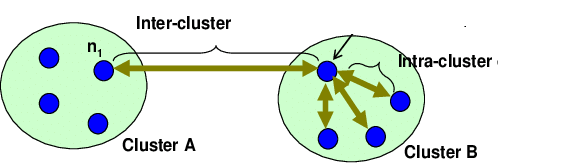 Inter-cluster
n1
Intra-cluster
Cluster A
Cluster B